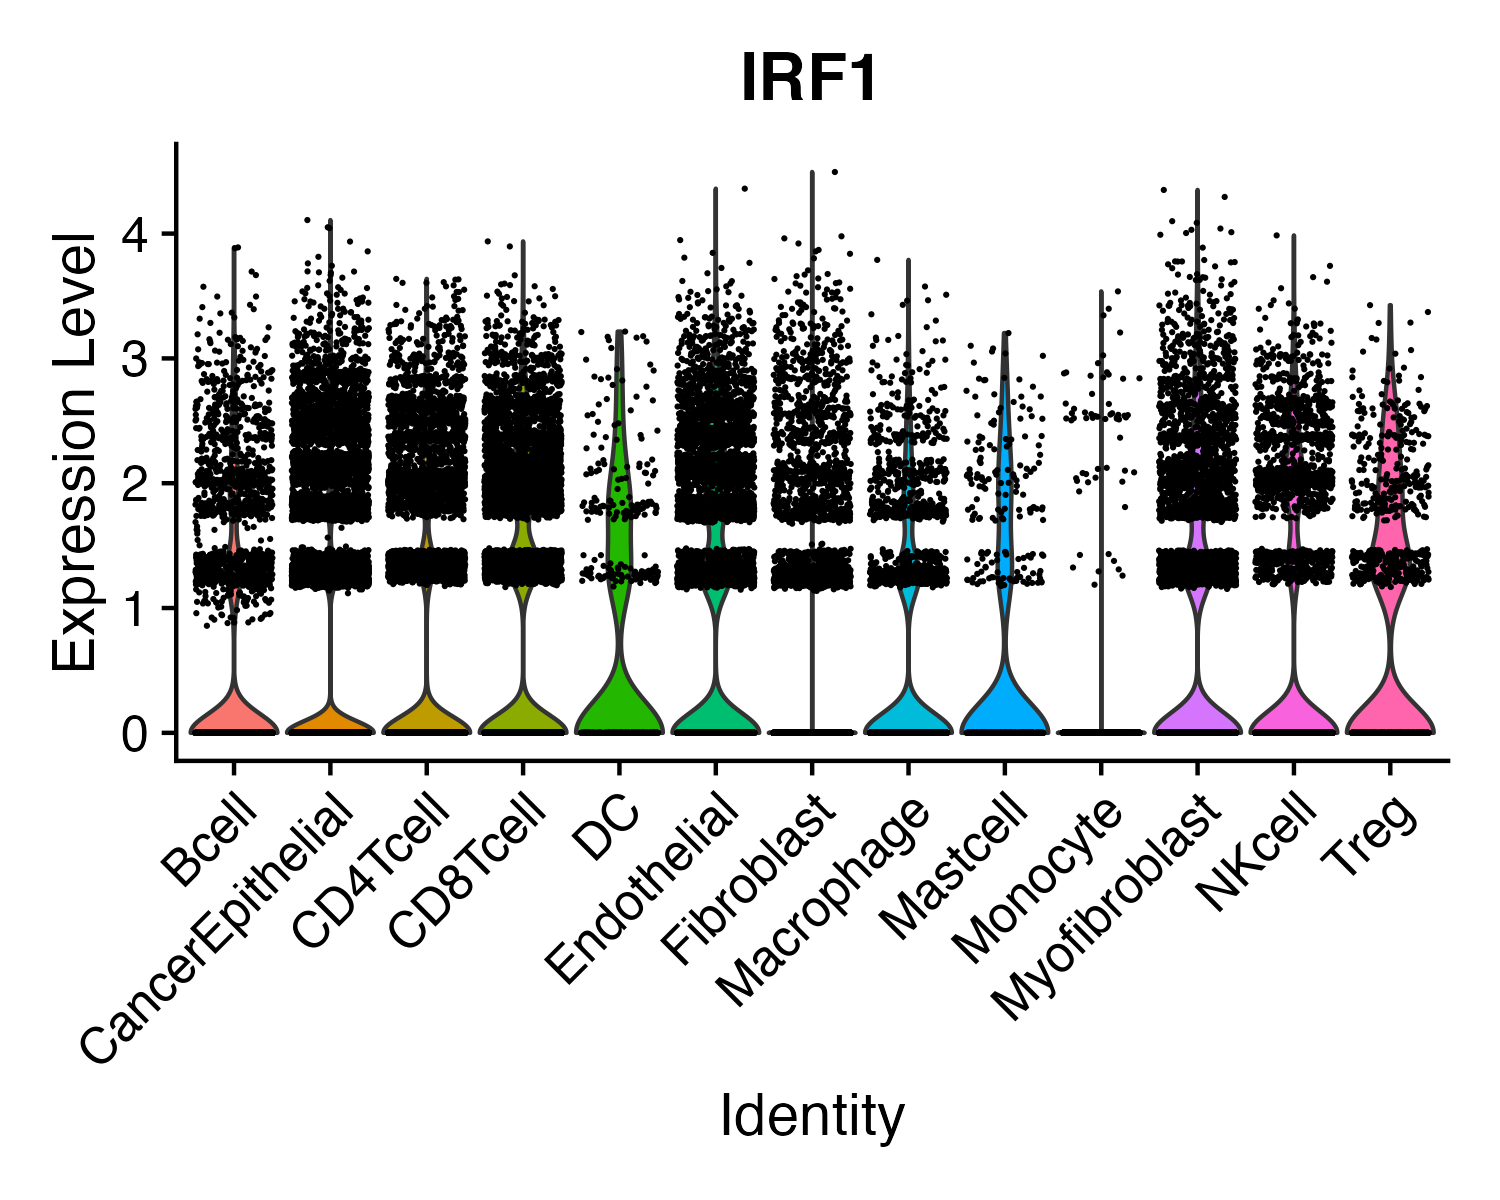 IRF1
Expression Level
4
3
2
1
0
Bcell
CancerEpithelial
CD4Tcell
CD8Tcell
DC
Endothelial
Fibroblast
Macrophage
Mastcell
Monocyte
Myofibroblast
NKcell
Treg
Identity